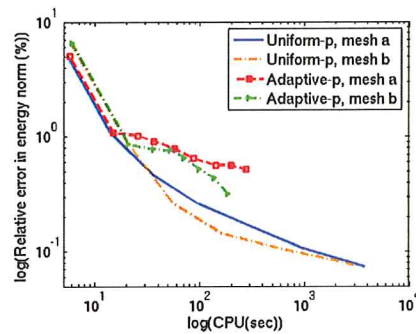 Uniform-p, mesh a
Uniform-p, mesh b
Adaptive-p, mesh a
Adaptive-p, mesh b
log(Relative error in energy norm (%))
10^1
10^0
10^-1
10^1
10^2
10^3
10^4
log(CPU(sec))